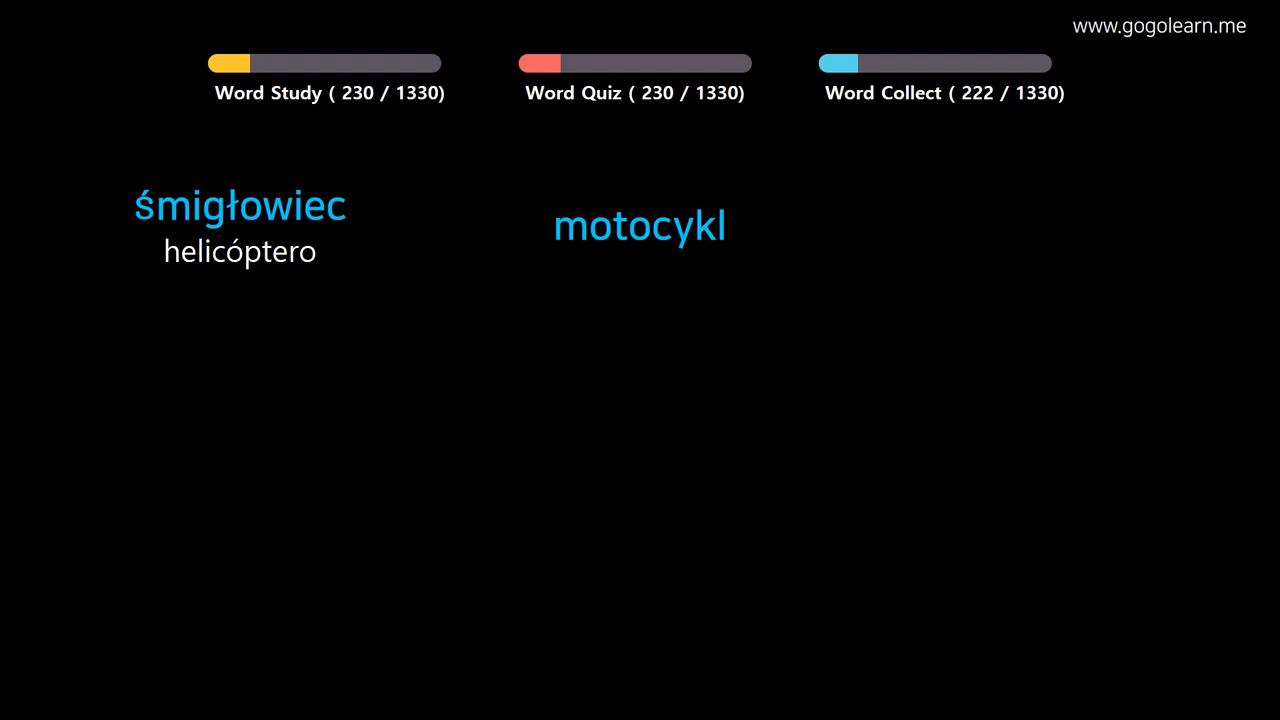 www.gogolearn.me
Word Study ( 230 / 1330)
Word Quiz ( 230 / 1330)
Word Collect ( 222 / 1330)
śmigłowiec
helicóptero
motocykl